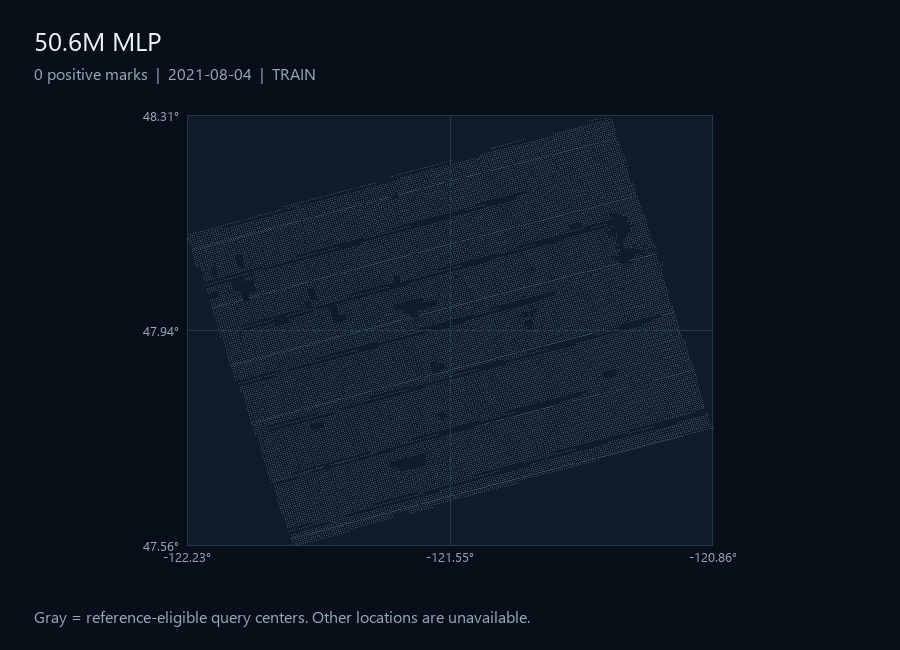 50.6M MLP
0 positive marks | 2021-08-04 | TRAIN
48.31°
47.94°
47.56°
-122.23°
-121.55°
-120.86°
Gray = reference-eligible query centers. Other locations are unavailable.